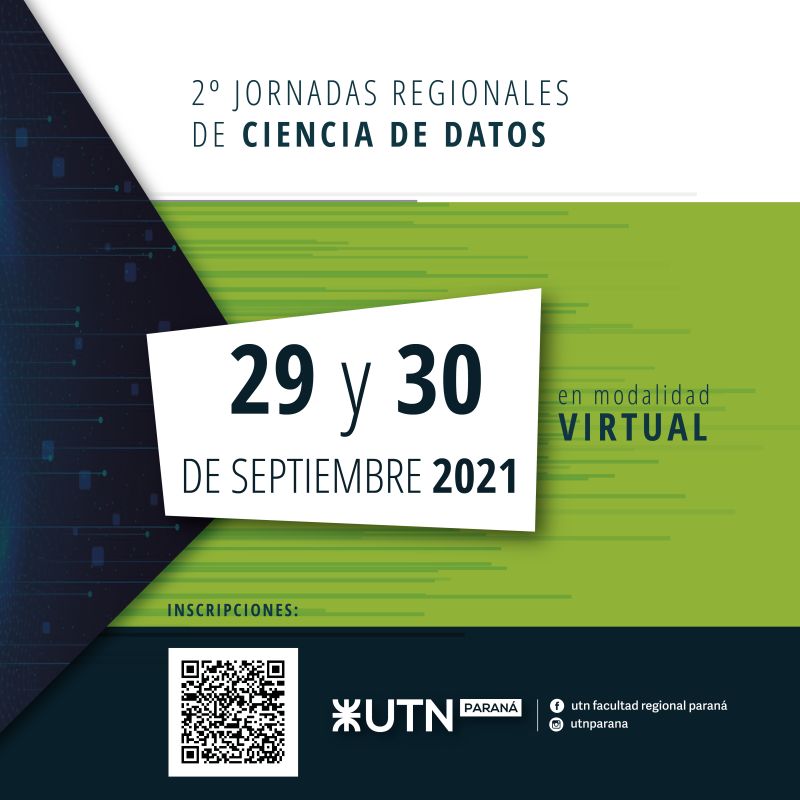 2º JORNADAS REGIONALES
DE CIENCIA DE DATOS
29 y 30
DE SEPTIEMBRE 2021
en modalidad
VIRTUAL
INSCRIPCIONES:
UTN PARANÁ
utn facultad regional paraná
utnparana